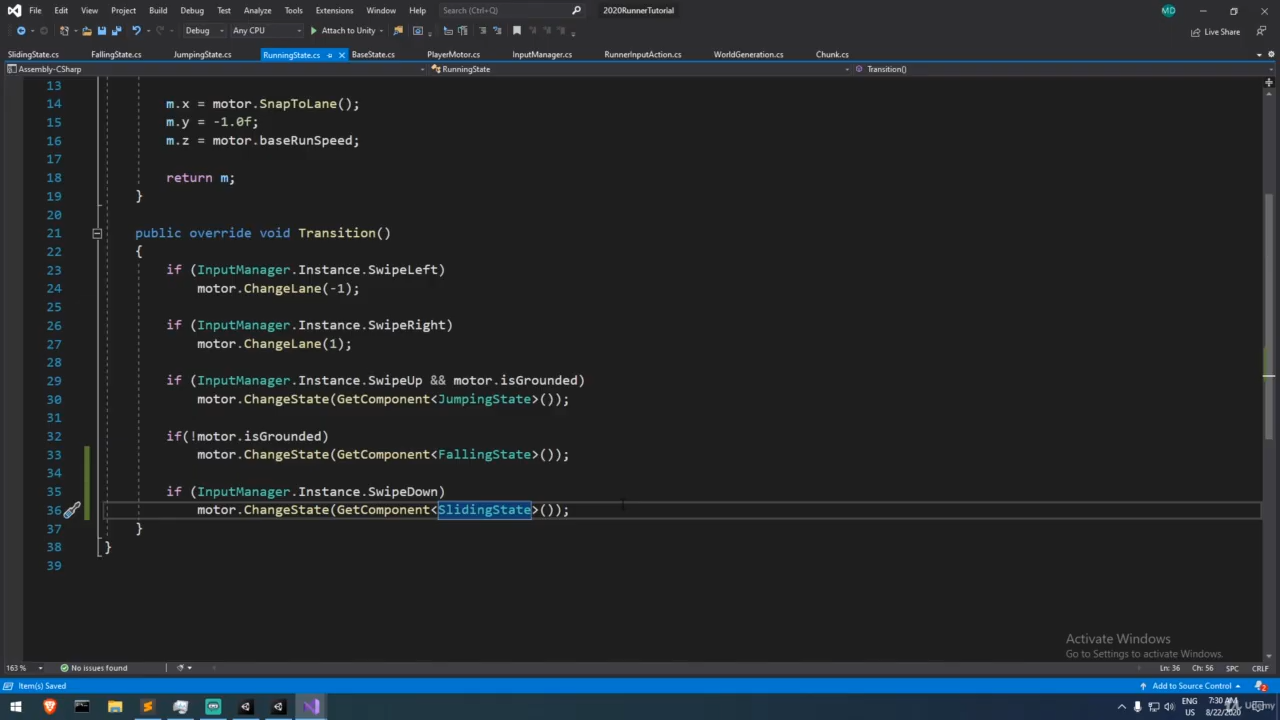 File Edit View Project Build Debug Test Analyze Tools Extensions Window Help Search (Ctrl+Q) 2020RunnerTutorial MD
Debug Any CPU Attach to Unity Live Share
SlidingState.cs FallingState.cs JumpingState.cs RunningState.cs BaseState.cs PlayerMotor.cs InputManager.cs RunnerInputAction.cs WorldGeneration.cs Chunk.cs
Assembly-CSharp RunningState Transition()
13
14 m.x = motor.SnapToLane();
15 m.y = -1.0f;
16 m.z = motor.baseRunSpeed;
17
18 return m;
19 }
20
21 public override void Transition()
22 {
23 if (InputManager.Instance.SwipeLeft)
24 motor.ChangeLane(-1);
25
26 if (InputManager.Instance.SwipeRight)
27 motor.ChangeLane(1);
28
29 if (InputManager.Instance.SwipeUp && motor.isGrounded)
30 motor.ChangeState(GetComponent<JumpingState>());
31
32 if(!motor.isGrounded)
33 motor.ChangeState(GetComponent<FallingState>());
34
35 if (InputManager.Instance.SwipeDown)
36 motor.ChangeState(GetComponent<SlidingState>());
37 }
38 }
39
Activate Windows
Go to Settings to activate Windows.
163 % No issues found Ln: 36 Ch: 56 SPC CRLF
Item(s) Saved Add to Source Control 2
ENG 7:30 AM
US 8/22/2020
Udemy